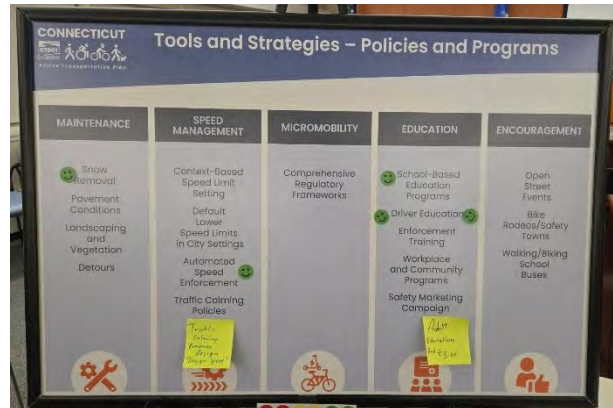 CONNECTICUT
Tools and Strategies – Policies and Programs
CTDOT
Active Transportation Plan
MAINTENANCE
Snow
Removal
Pavement
Conditions
Landscaping
and
Vegetation
Detours
SPEED
MANAGEMENT
Context-Based
Speed Limit
Setting
Default
Lower
Speed Limits
in City Settings
Automated
Speed
Enforcement
Traffic Calming
Policies
Traffic
Calming
Design
"Design Speed"
MICROMOBILITY
Comprehensive
Regulatory
Frameworks
EDUCATION
School-Based
Education
Programs
Driver Education
Enforcement
Training
Workplace
and Community
Programs
Safety Marketing
Campaign
Adult
Education
ENCOURAGEMENT
Open
Street
Events
Bike
Rodeos/Safety
Towns
Walking/Biking
School
Buses